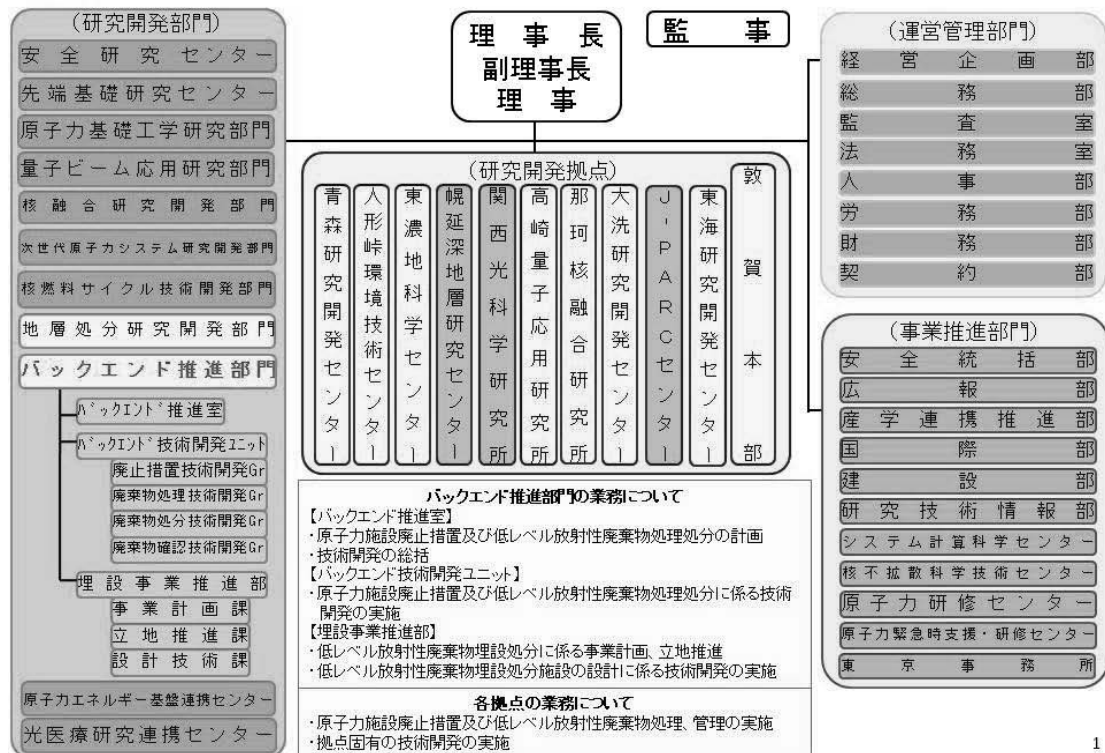 (研究開発部門)
安全研究センター
先端基礎研究センター
原子力基礎工学研究部門
量子ビーム応用研究部門
核融合研究開発部門
次世代原子力システム研究開発部門
核燃料サイクル技術開発部門
地層処分研究開発部門
バックエンド推進部門
バックエンド推進室
バックエンド技術開発ユニット
廃止措置技術開発Gr
廃棄物処理技術開発Gr
廃棄物処分技術開発Gr
廃棄物確認技術開発Gr
埋設事業推進部
事業計画課
立地推進課
設計技術課
原子力エネルギー基盤連携センター
光医療研究連携センター
理事長
副理事長
理事
監事
(研究開発拠点)
青森研究開発センター
人形峠環境技術センター
東濃地科学センター
幌延深地層研究センター
関西光科学研究所
高崎量子応用研究所
那珂核融合研究所
大洗研究開発センター
J-PARCセンター
東海研究開発センター
敦賀本部
バックエンド推進部門の業務について
【バックエンド推進室】
・原子力施設廃止措置及び低レベル放射性廃棄物処理処分の計画
・技術開発の総括
【バックエンド技術開発ユニット】
・原子力施設廃止措置及び低レベル放射性廃棄物処理処分に係る技術
開発の実施
【埋設事業推進部】
・低レベル放射性廃棄物埋設処分に係る事業計画、立地推進
・低レベル放射性廃棄物埋設処分施設の設計に係る技術開発の実施
各拠点の業務について
・原子力施設廃止措置及び低レベル放射性廃棄物処理、管理の実施
・拠点固有の技術開発の実施
(運営管理部門)
経営企画部
総務部
監査室
法務室
人事部
労務部
財務部
契約部
(事業推進部門)
安全統括部
広報部
産学連携推進部
国際部
建設部
研究技術情報部
システム計算科学センター
核不拡散科学技術センター
原子力研修センター
原子力緊急時支援・研修センター
東京事務所
1